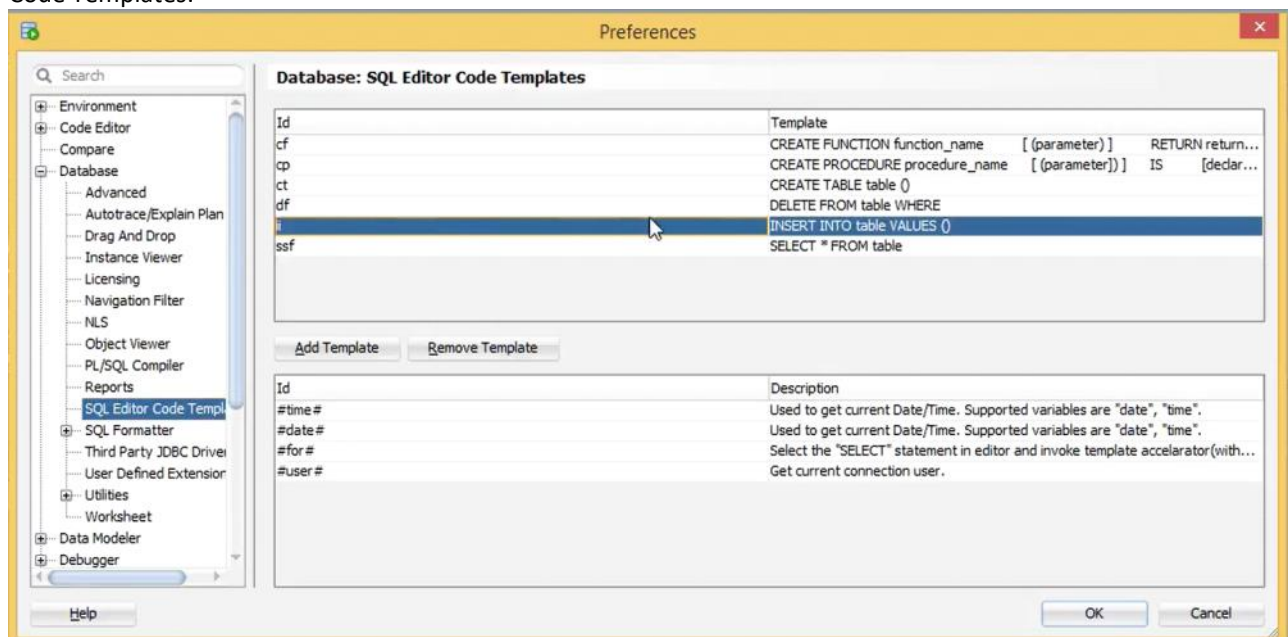 Code Templates.
Preferences
Search
Environment
Code Editor
Compare
Database
Advanced
Autotrace/Explain Plan
Drag And Drop
Instance Viewer
Licensing
Navigation Filter
NLS
Object Viewer
PL/SQL Compiler
Reports
SQL Editor Code Templ
SQL Formatter
Third Party JDBC Driver
User Defined Extension
Utilities
Worksheet
Data Modeler
Debugger
Database: SQL Editor Code Templates
Id Template
cf CREATE FUNCTION function_name [ (parameter) ] RETURN return...
cp CREATE PROCEDURE procedure_name [ (parameter]) ] IS [declar...
ct CREATE TABLE table ()
df DELETE FROM table WHERE
ii INSERT INTO table VALUES ()
ssf SELECT * FROM table
Add Template Remove Template
Id Description
#time# Used to get current Date/Time. Supported variables are "date", "time".
#date# Used to get current Date/Time. Supported variables are "date", "time".
#for# Select the "SELECT" statement in editor and invoke template accelarator(with...
#user# Get current connection user.
Help OK Cancel